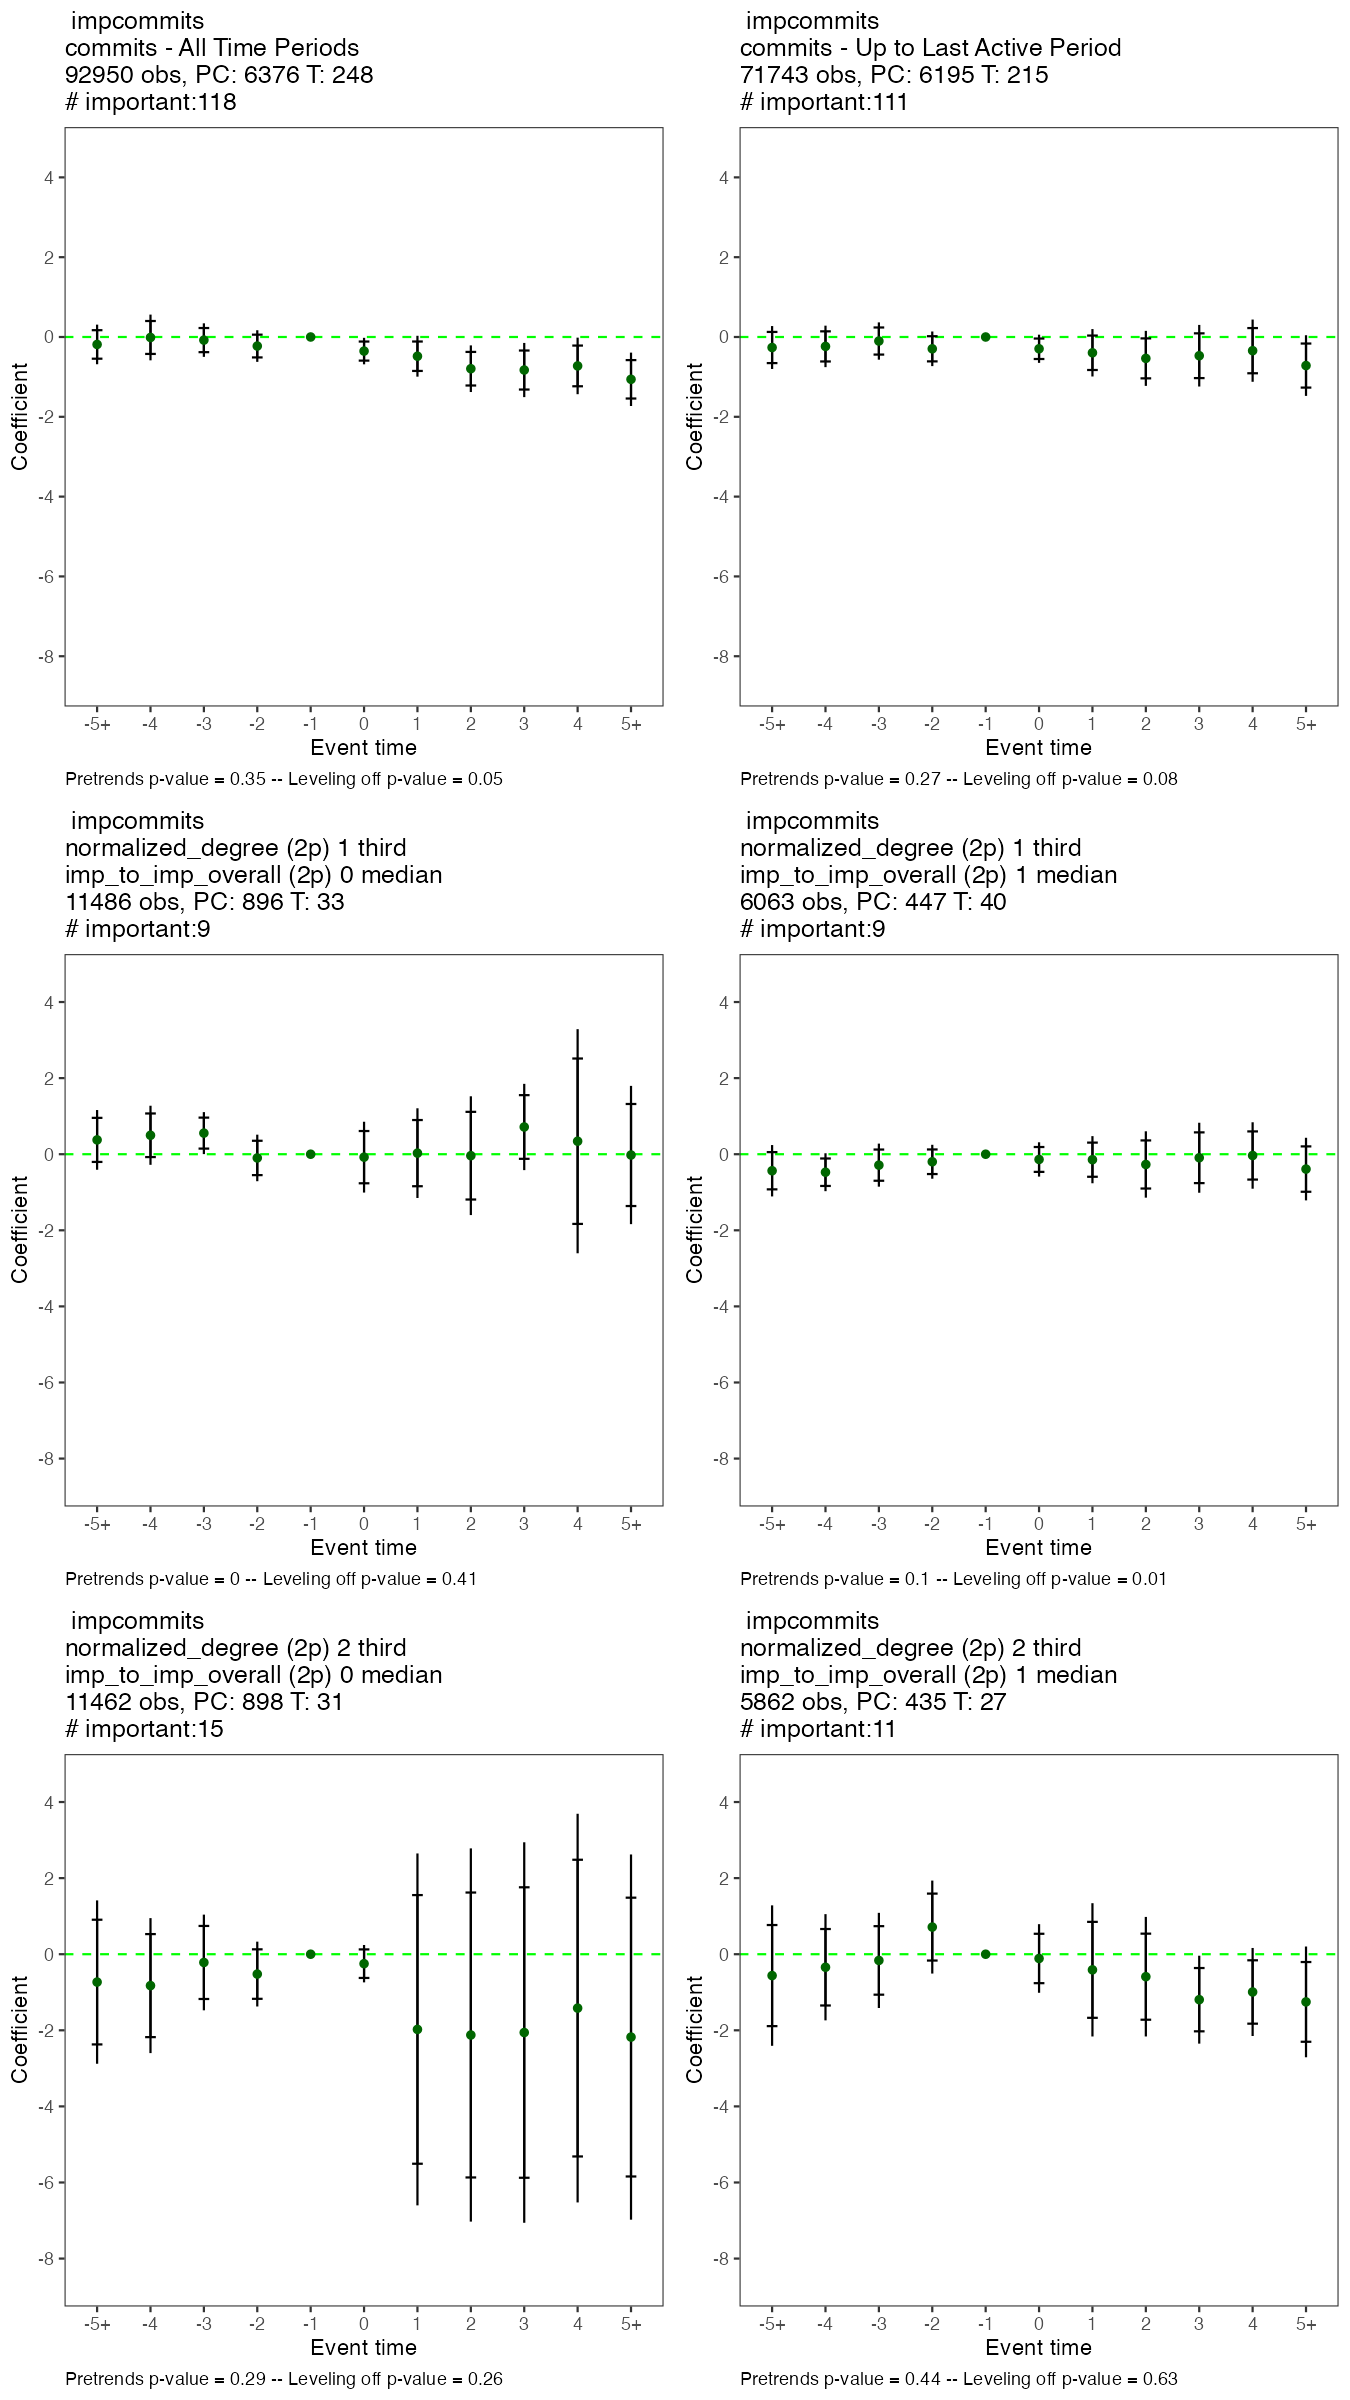 impcommits
commits - All Time Periods
92950 obs, PC: 6376 T: 248
# important:118
4
2
0
-2
-4
-6
-8
Coefficient
-5+ -4 -3 -2 -1 0 1 2 3 4 5+
Event time
Pretrends p-value = 0.35 -- Leveling off p-value = 0.05
impcommits
commits - Up to Last Active Period
71743 obs, PC: 6195 T: 215
# important:111
4
2
0
-2
-4
-6
-8
Coefficient
-5+ -4 -3 -2 -1 0 1 2 3 4 5+
Event time
Pretrends p-value = 0.27 -- Leveling off p-value = 0.08
impcommits
normalized_degree (2p) 1 third
imp_to_imp_overall (2p) 0 median
11486 obs, PC: 896 T: 33
# important:9
4
2
0
-2
-4
-6
-8
Coefficient
-5+ -4 -3 -2 -1 0 1 2 3 4 5+
Event time
Pretrends p-value = 0 -- Leveling off p-value = 0.41
impcommits
normalized_degree (2p) 1 third
imp_to_imp_overall (2p) 1 median
6063 obs, PC: 447 T: 40
# important:9
4
2
0
-2
-4
-6
-8
Coefficient
-5+ -4 -3 -2 -1 0 1 2 3 4 5+
Event time
Pretrends p-value = 0.1 -- Leveling off p-value = 0.01
impcommits
normalized_degree (2p) 2 third
imp_to_imp_overall (2p) 0 median
11462 obs, PC: 898 T: 31
# important:15
4
2
0
-2
-4
-6
-8
Coefficient
-5+ -4 -3 -2 -1 0 1 2 3 4 5+
Event time
Pretrends p-value = 0.29 -- Leveling off p-value = 0.26
impcommits
normalized_degree (2p) 2 third
imp_to_imp_overall (2p) 1 median
5862 obs, PC: 435 T: 27
# important:11
4
2
0
-2
-4
-6
-8
Coefficient
-5+ -4 -3 -2 -1 0 1 2 3 4 5+
Event time
Pretrends p-value = 0.44 -- Leveling off p-value = 0.63